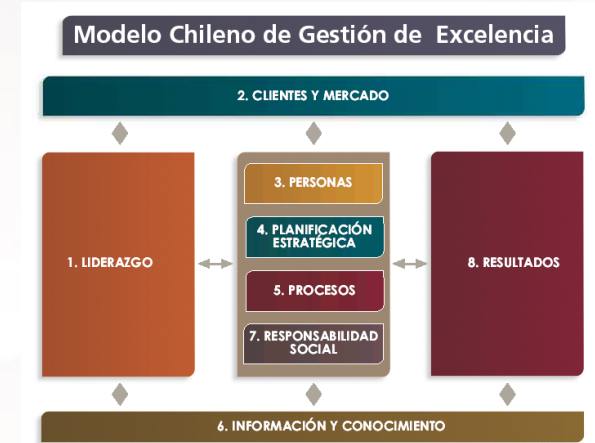 Modelo Chileno de Gestión de Excelencia
2. CLIENTES Y MERCADO
1. LIDERAZGO
3. PERSONAS
4. PLANIFICACIÓN
ESTRATÉGICA
5. PROCESOS
7. RESPONSABILIDAD
SOCIAL
8. RESULTADOS
6. INFORMACIÓN Y CONOCIMIENTO